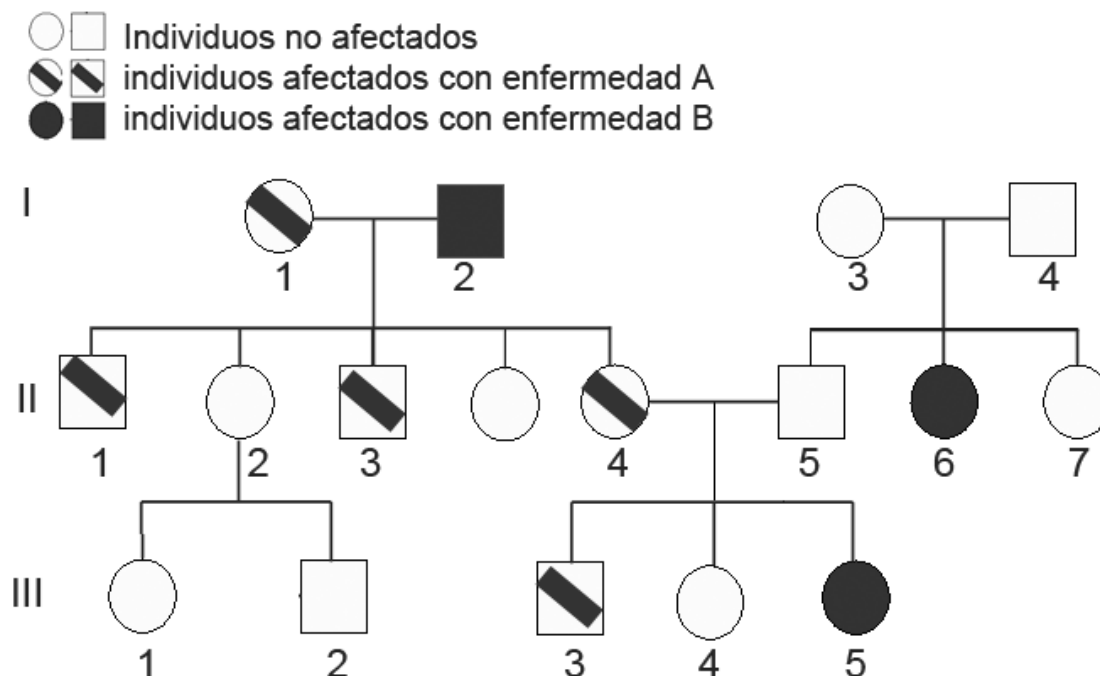 Individuos no afectados
individuos afectados con enfermedad A
individuos afectados con enfermedad B
I
1 2 3 4
II
1 2 3 4 5 6 7
III
1 2 3 4 5